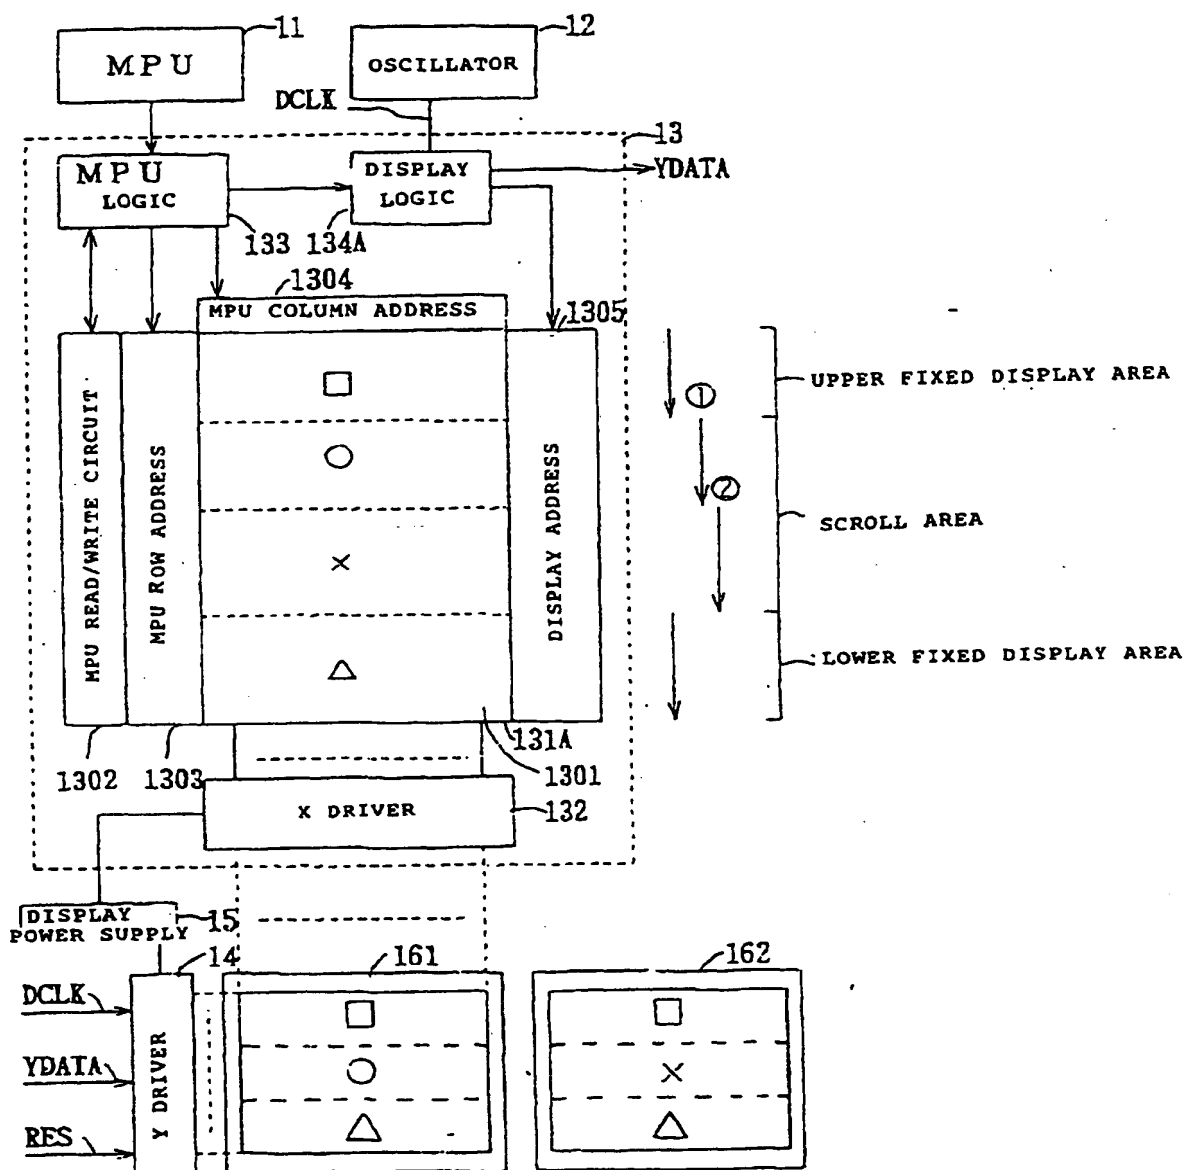 11
12
MPU
OSCILLATOR
DCLK
13
MPU
LOGIC
DISPLAY
LOGIC
YDATA
133
134A
1304
MPU COLUMN ADDRESS
1305
MPU READ/WRITE CIRCUIT
MPU ROW ADDRESS
DISPLAY ADDRESS
①
②
UPPER FIXED DISPLAY AREA
SCROLL AREA
LOWER FIXED DISPLAY AREA
131A
1302
1303
1301
X DRIVER
132
DISPLAY
POWER SUPPLY
15
14
161
162
DCLK
YDATA
RES
Y DRIVER